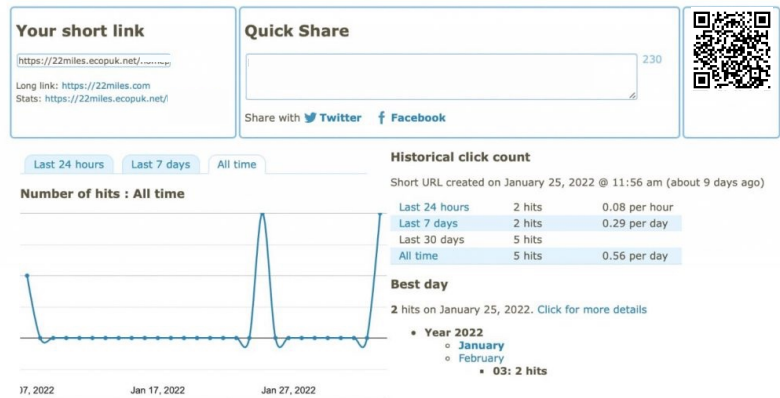 Your short link
https://22miles.ecopuk.net/
Long link: https://22miles.com
Stats: https://22miles.ecopuk.net/
Quick Share
230
Share with Twitter Facebook
Last 24 hours Last 7 days All time
Number of hits : All time
07, 2022 Jan 17, 2022 Jan 27, 2022
Historical click count
Short URL created on January 25, 2022 @ 11:56 am (about 9 days ago)
Last 24 hours 2 hits 0.08 per hour
Last 7 days 2 hits 0.29 per day
Last 30 days 5 hits
All time 5 hits 0.56 per day
Best day
2 hits on January 25, 2022. Click for more details
Year 2022
January
February
03: 2 hits